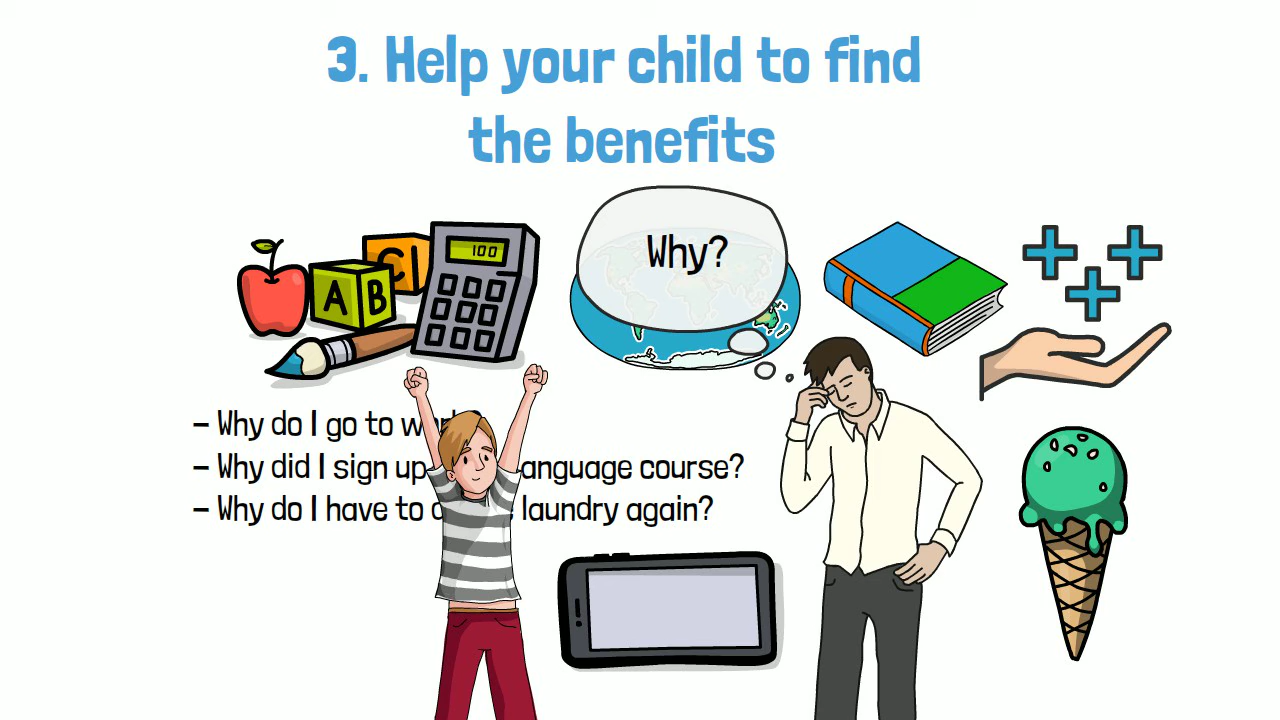 3. Help your child to find
the benefits
100
C
A B
Why?
- Why do I go to
- Why did I sign up anguage course?
- Why do I have to laundry again?